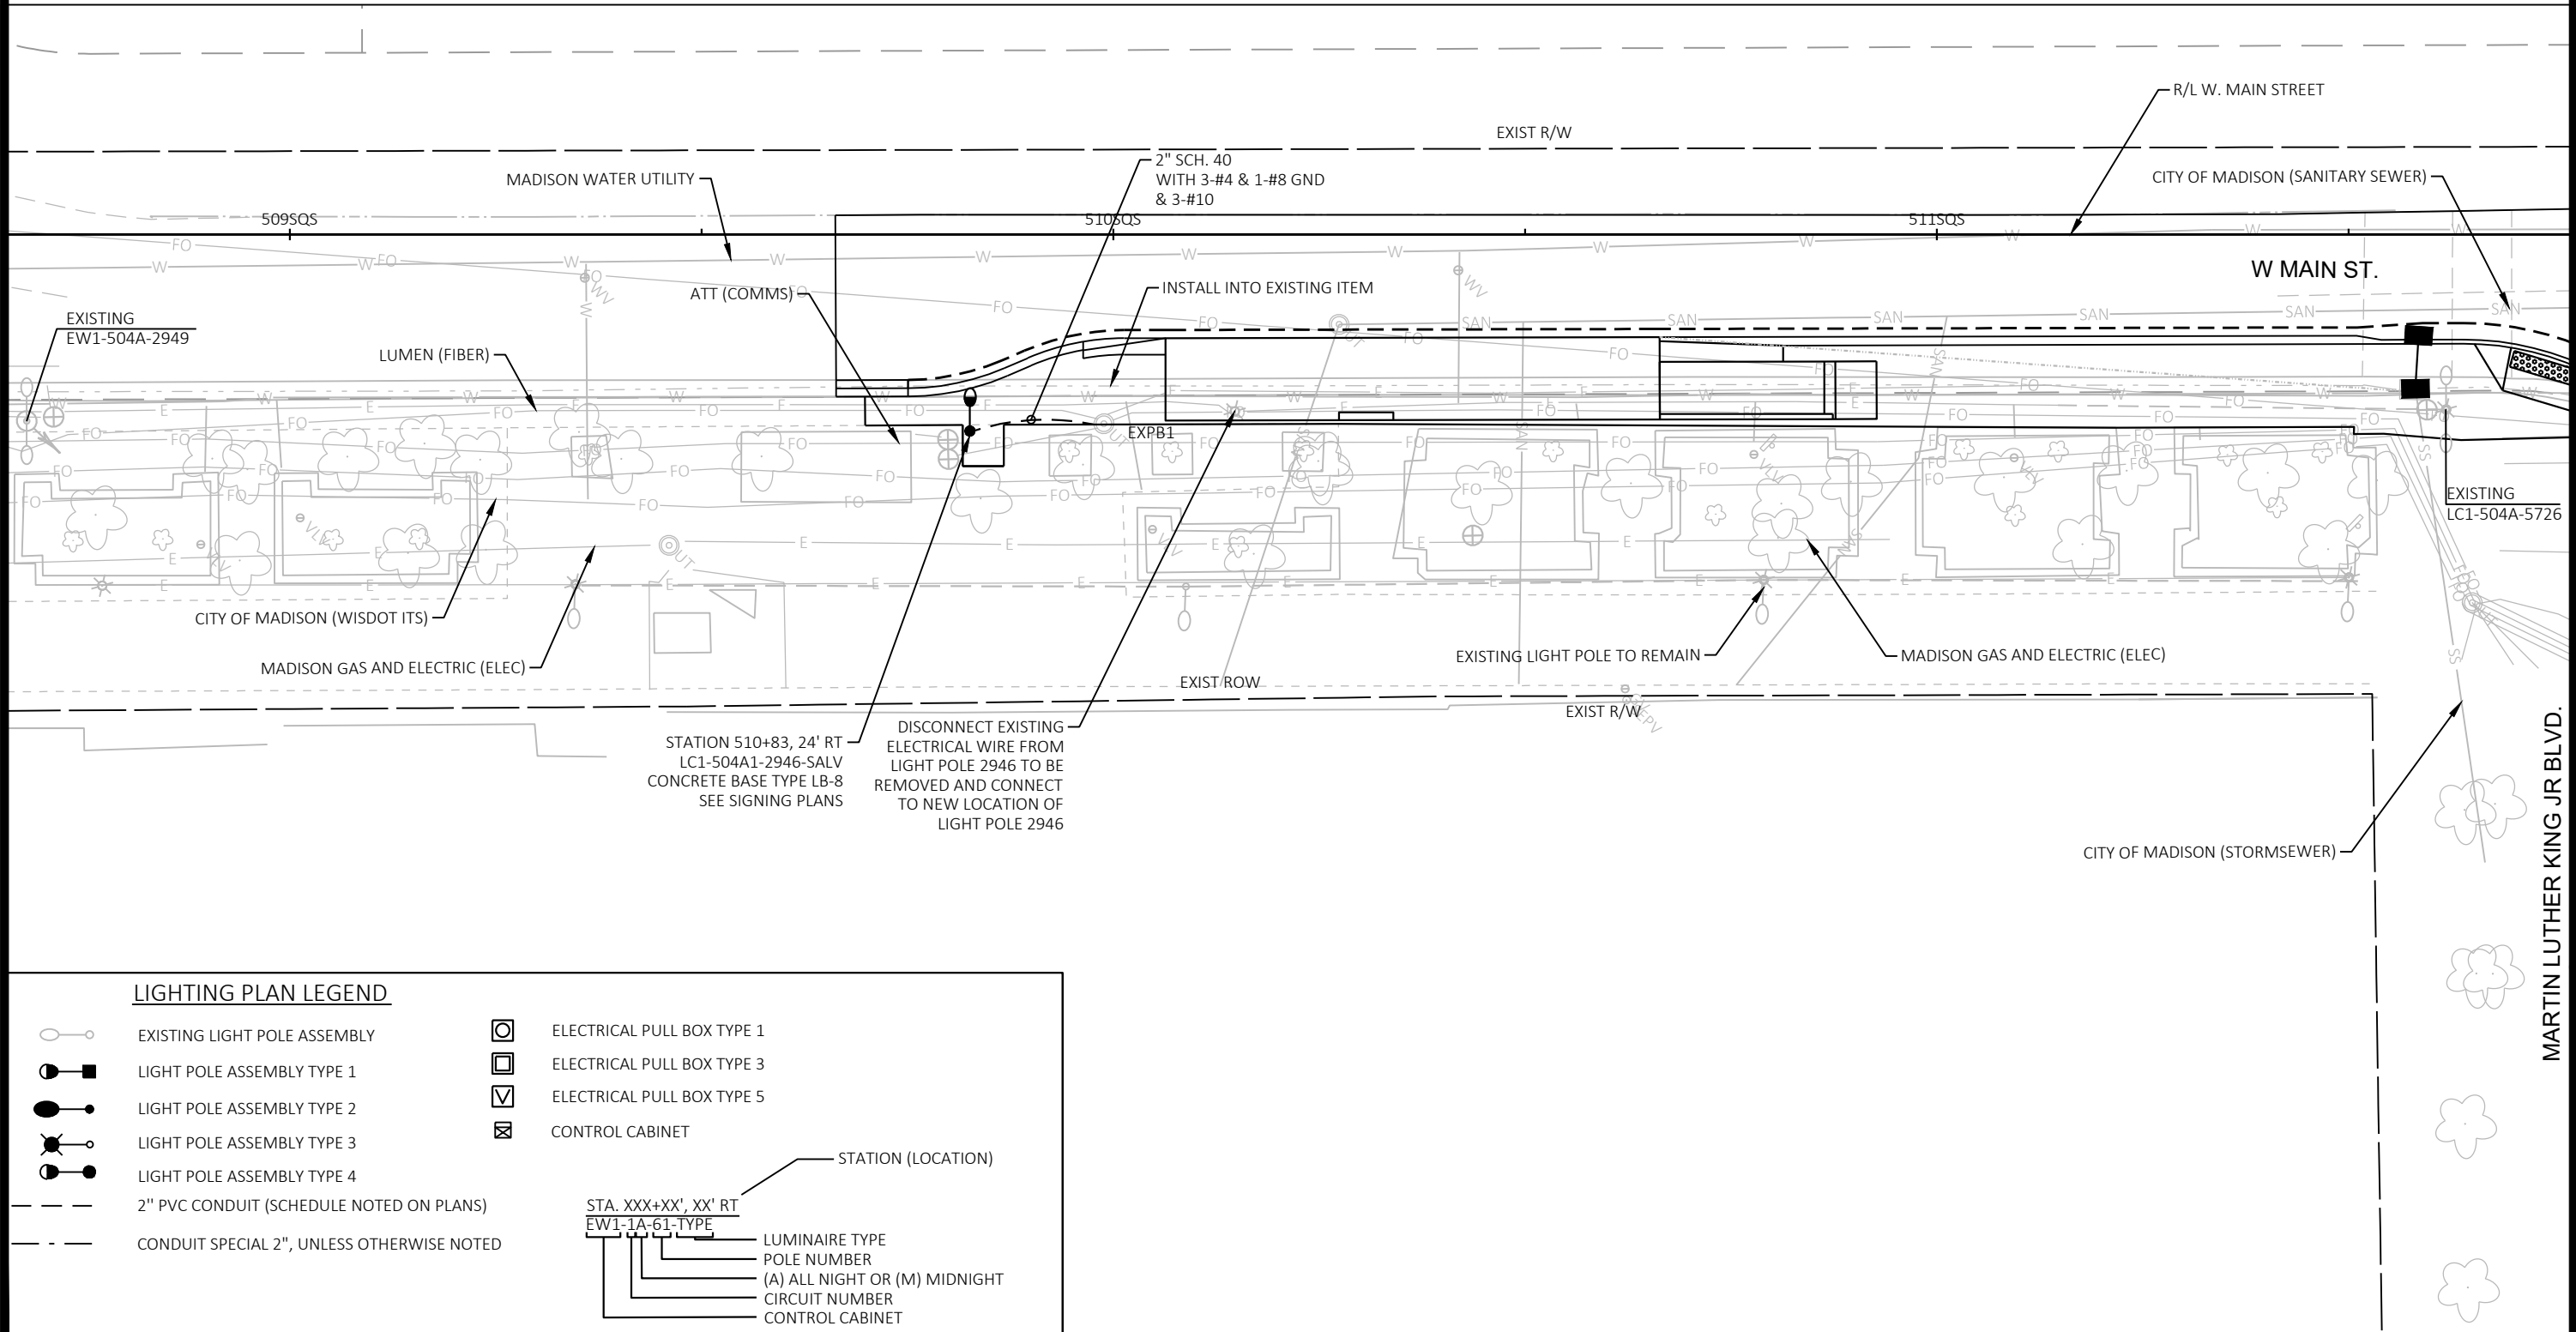 R/L W. MAIN STREET
EXIST R/W
2" SCH. 40
WITH 3-#4 & 1-#8 GND
& 3-#10
MADISON WATER UTILITY
CITY OF MADISON (SANITARY SEWER)
509SQS
510SQS
511SQS
W MAIN ST.
ATT (COMMS)
INSTALL INTO EXISTING ITEM
EXISTING
EW1-504A-2949
LUMEN (FIBER)
EXPB1
EXISTING
LC1-504A-5726
CITY OF MADISON (WISDOT ITS)
MADISON GAS AND ELECTRIC (ELEC)
EXISTING LIGHT POLE TO REMAIN
MADISON GAS AND ELECTRIC (ELEC)
EXIST ROW
EXIST R/W
STATION 510+83, 24' RT
LC1-504A1-2946-SALV
CONCRETE BASE TYPE LB-8
SEE SIGNING PLANS
DISCONNECT EXISTING
ELECTRICAL WIRE FROM
LIGHT POLE 2946 TO BE
REMOVED AND CONNECT
TO NEW LOCATION OF
LIGHT POLE 2946
CITY OF MADISON (STORMSEWER)
MARTIN LUTHER KING JR BLVD.
LIGHTING PLAN LEGEND
EXISTING LIGHT POLE ASSEMBLY
LIGHT POLE ASSEMBLY TYPE 1
LIGHT POLE ASSEMBLY TYPE 2
LIGHT POLE ASSEMBLY TYPE 3
LIGHT POLE ASSEMBLY TYPE 4
2" PVC CONDUIT (SCHEDULE NOTED ON PLANS)
CONDUIT SPECIAL 2", UNLESS OTHERWISE NOTED
ELECTRICAL PULL BOX TYPE 1
ELECTRICAL PULL BOX TYPE 3
ELECTRICAL PULL BOX TYPE 5
CONTROL CABINET
STATION (LOCATION)
STA. XXX+XX', XX' RT
EW1-1A-61-TYPE
LUMINAIRE TYPE
POLE NUMBER
(A) ALL NIGHT OR (M) MIDNIGHT
CIRCUIT NUMBER
CONTROL CABINET